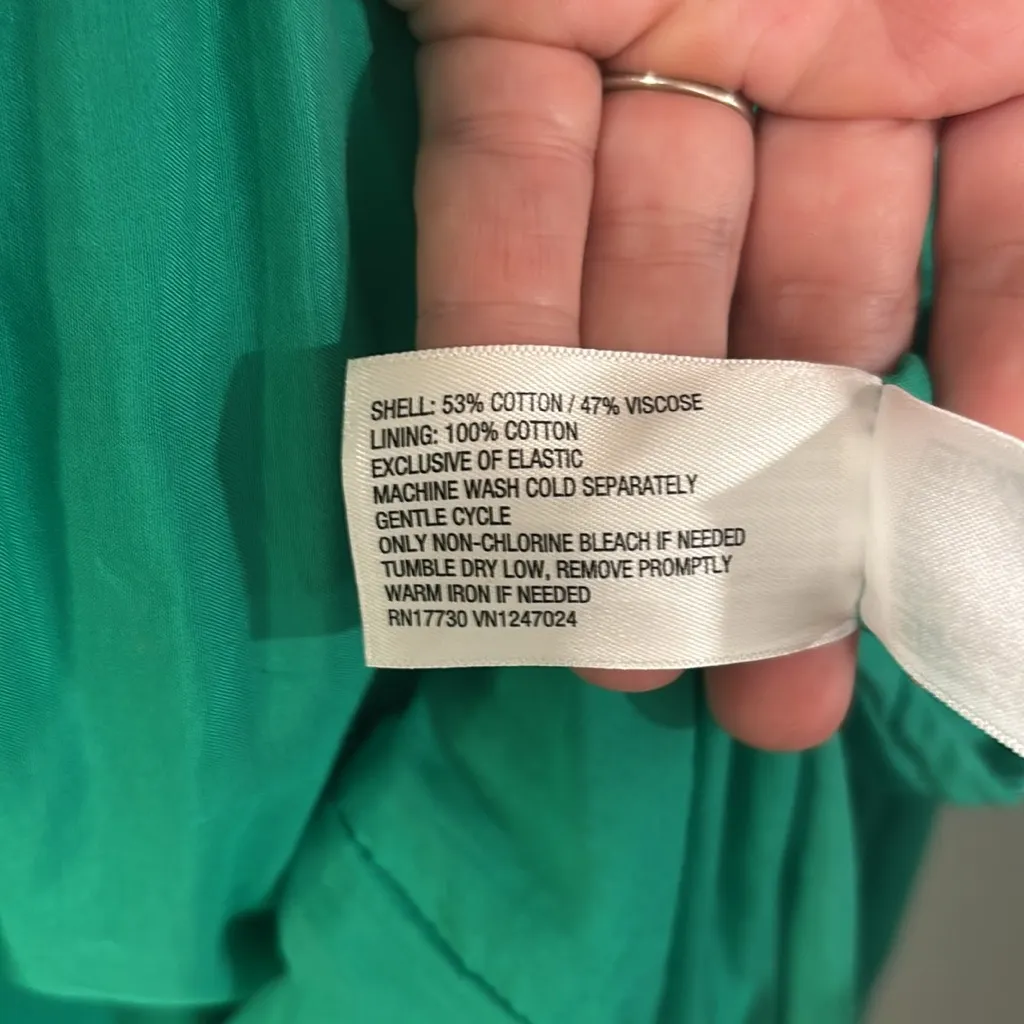 SHELL: 53% COTTON / 47% VISCOSE
LINING: 100% COTTON
EXCLUSIVE OF ELASTIC
MACHINE WASH COLD SEPARATELY
GENTLE CYCLE
ONLY NON-CHLORINE BLEACH IF NEEDED
TUMBLE DRY LOW, REMOVE PROMPTLY
WARM IRON IF NEEDED
RN17730 VN1247024